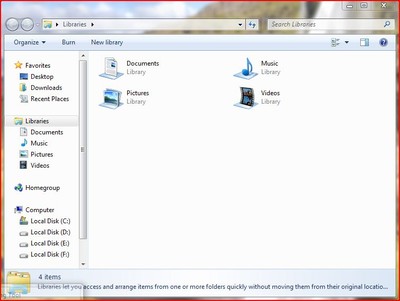 Libraries
Search Libraries
Organize
Burn
New library
Favorites
Desktop
Downloads
Recent Places
Libraries
Documents
Music
Pictures
Videos
Homegroup
Computer
Local Disk (C:)
Local Disk (D:)
Local Disk (E:)
Local Disk (F:)
Documents
Library
Music
Library
Pictures
Library
Videos
Library
4 items
Libraries let you access and arrange items from one or more folders quickly without moving them from their original locatio...